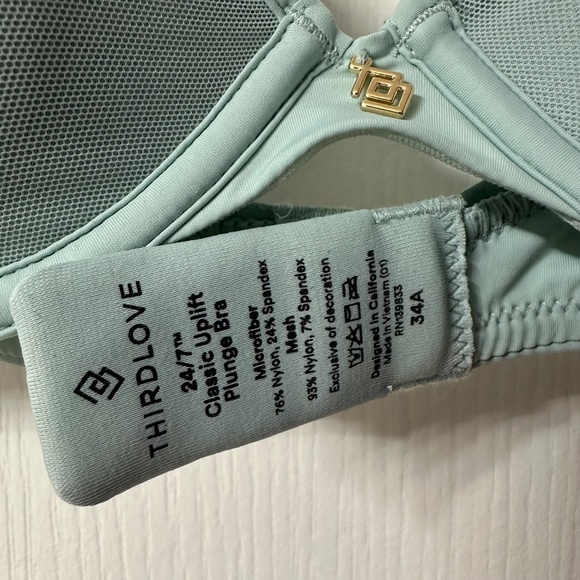 THIRDLOVE
24/7™
Classic Uplift
Plunge Bra
Microfiber
76% Nylon, 24% Spandex
Mesh
93% Nylon, 7% Spandex
Exclusive of decoration
Designed in California
Made in Vietnam (01)
RN139833
34A